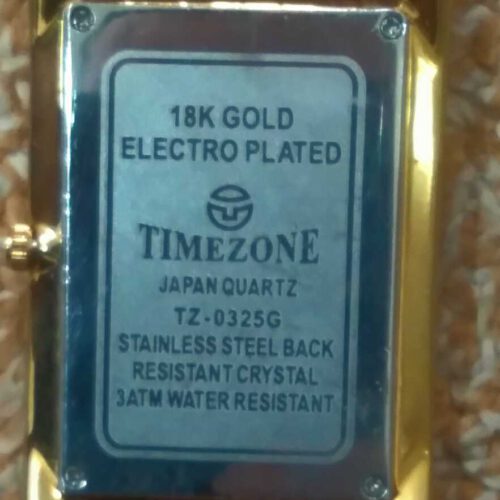 18K GOLD
ELECTRO PLATED
TIMEZONE
JAPAN QUARTZ
TZ-0325G
STAINLESS STEEL BACK
RESISTANT CRYSTAL
3ATM WATER RESISTANT